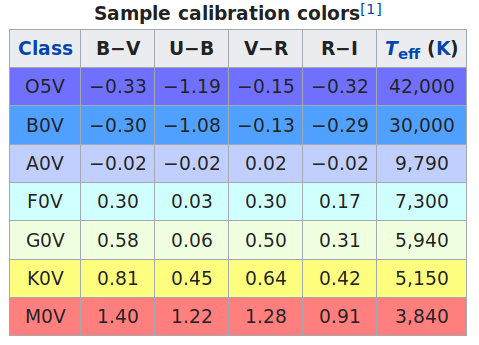 Sample calibration colors[1]
Class B−V U−B V−R R−I Teff (K)
O5V −0.33 −1.19 −0.15 −0.32 42,000
B0V −0.30 −1.08 −0.13 −0.29 30,000
A0V −0.02 −0.02 0.02 −0.02 9,790
F0V 0.30 0.03 0.30 0.17 7,300
G0V 0.58 0.06 0.50 0.31 5,940
K0V 0.81 0.45 0.64 0.42 5,150
M0V 1.40 1.22 1.28 0.91 3,840